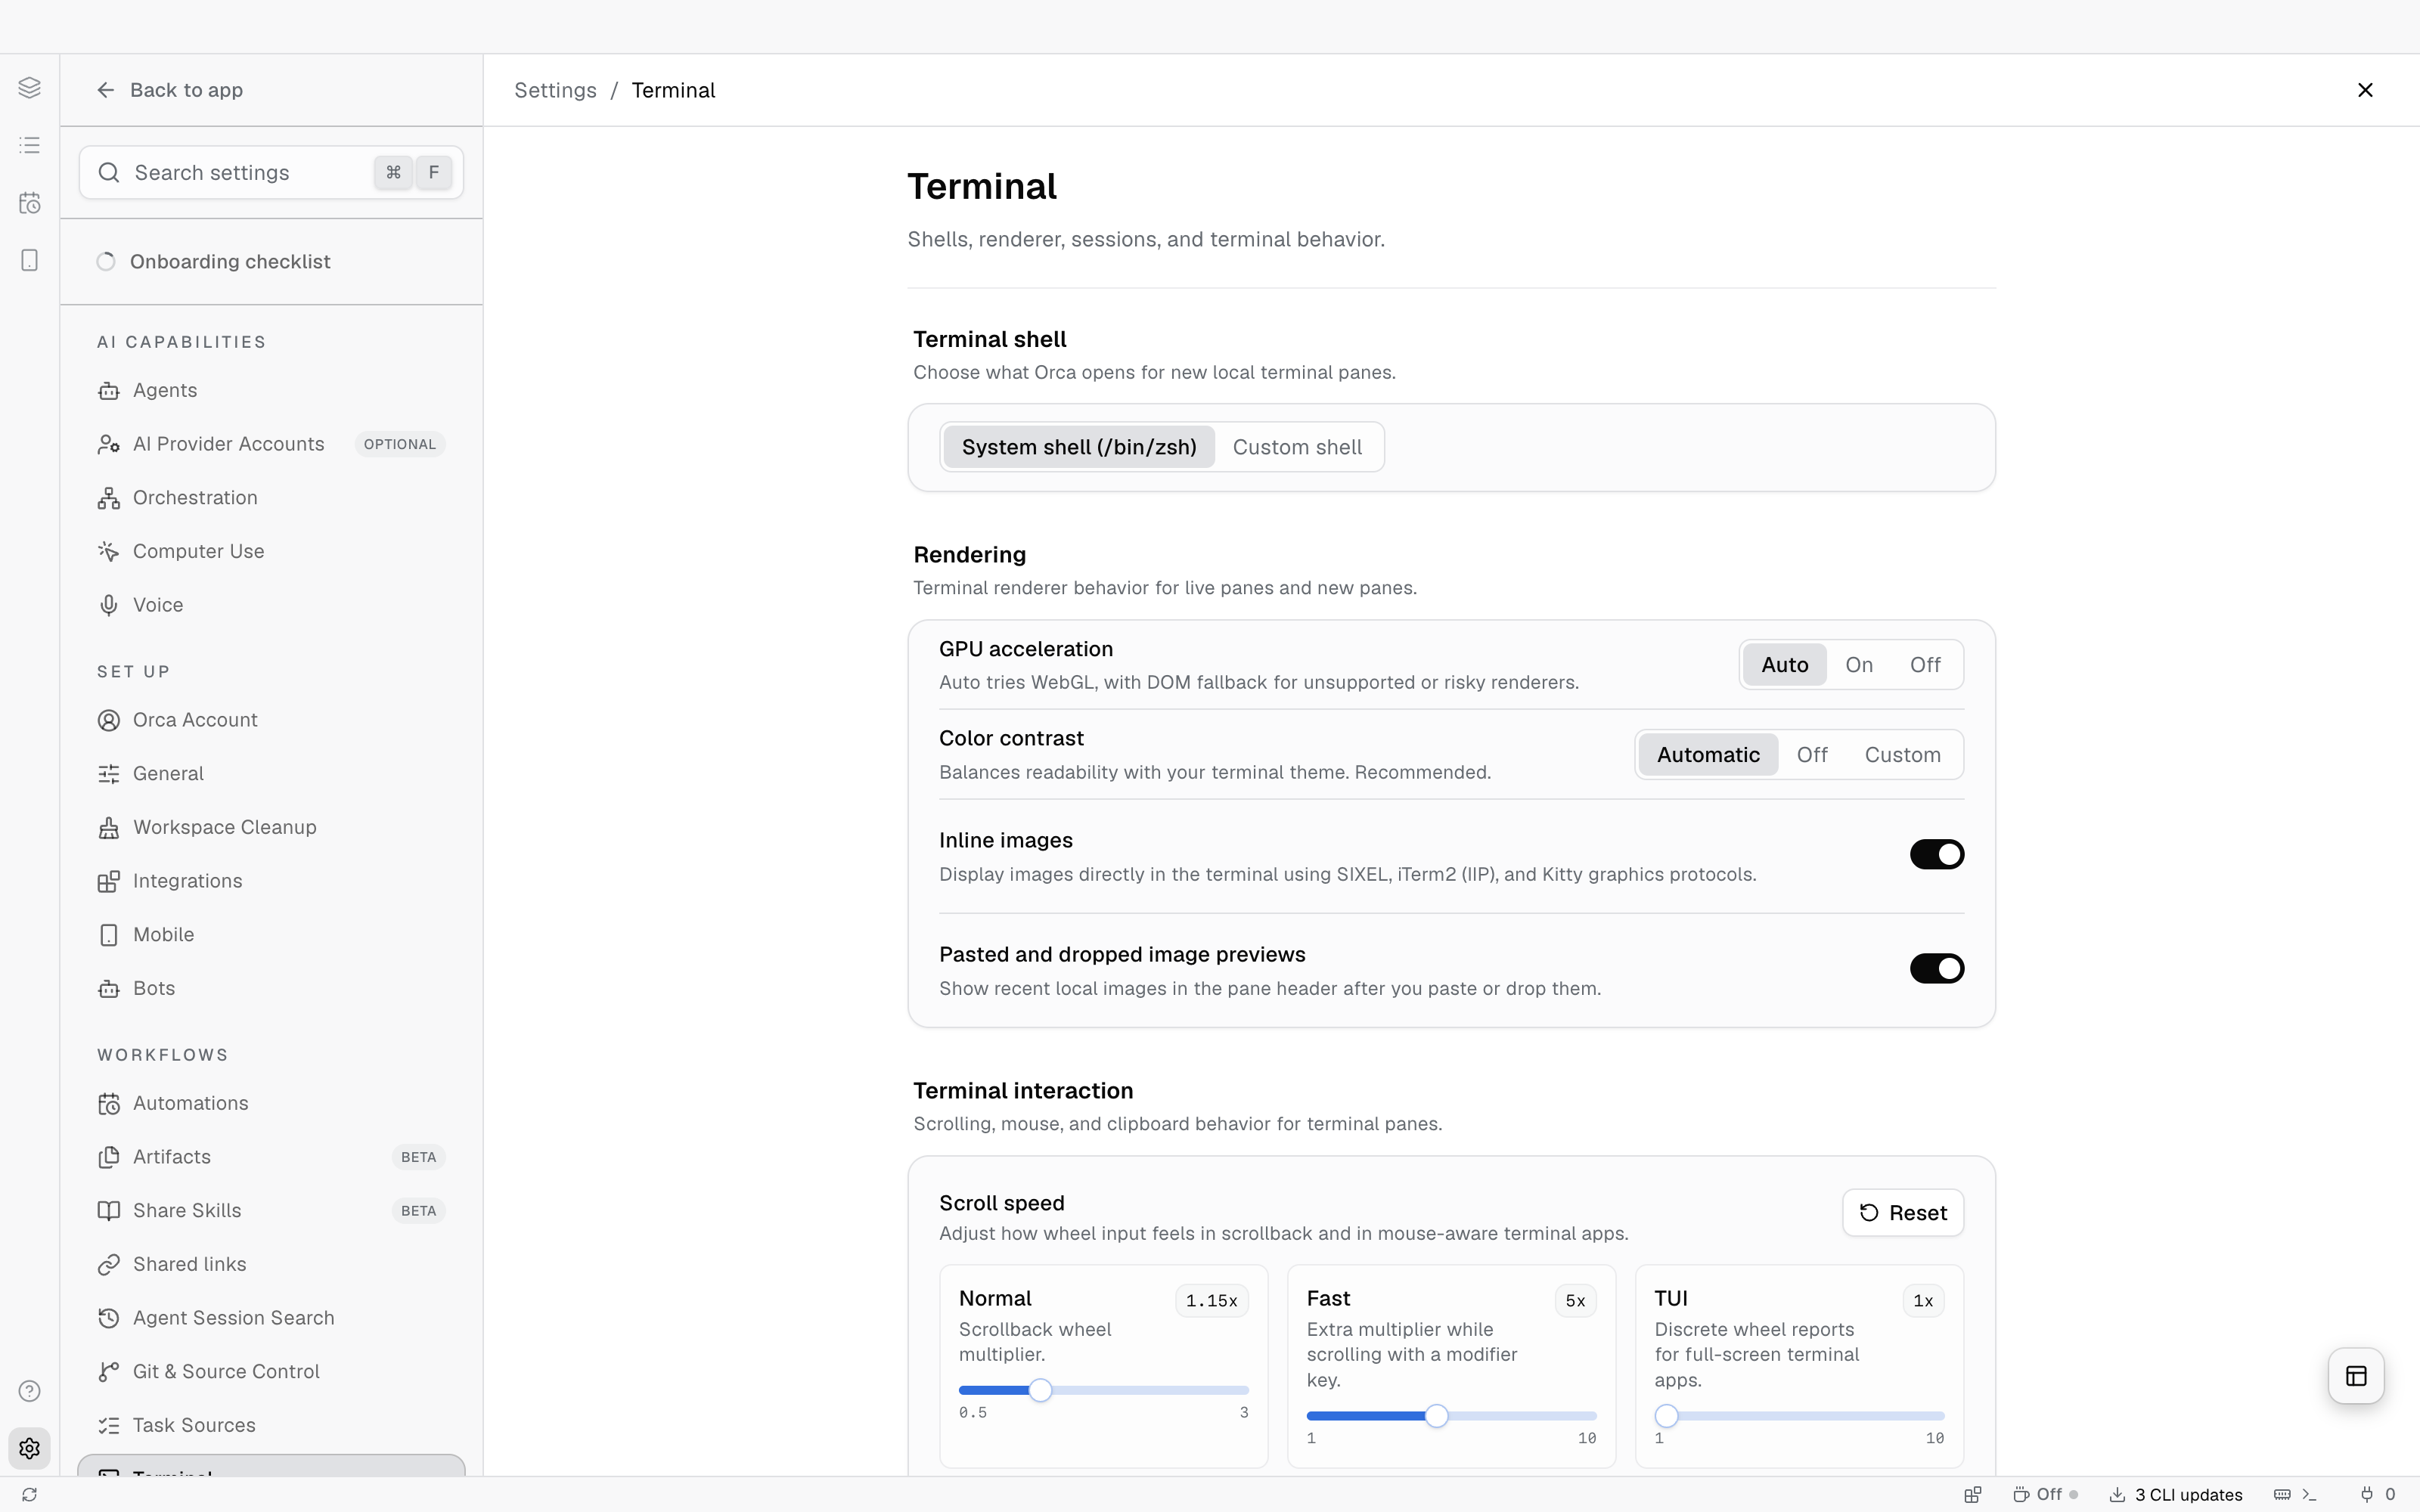 Back to app
Settings / Terminal
Search settings ⌘ F
Onboarding checklist
AI CAPABILITIES
Agents
AI Provider Accounts OPTIONAL
Orchestration
Computer Use
Voice
SET UP
Orca Account
General
Workspace Cleanup
Integrations
Mobile
Bots
WORKFLOWS
Automations
Artifacts BETA
Share Skills BETA
Shared links
Agent Session Search
Git & Source Control
Task Sources
Terminal
Terminal
Shells, renderer, sessions, and terminal behavior.
Terminal shell
Choose what Orca opens for new local terminal panes.
System shell (/bin/zsh) Custom shell
Rendering
Terminal renderer behavior for live panes and new panes.
GPU acceleration
Auto tries WebGL, with DOM fallback for unsupported or risky renderers.
Auto On Off
Color contrast
Balances readability with your terminal theme. Recommended.
Automatic Off Custom
Inline images
Display images directly in the terminal using SIXEL, iTerm2 (IIP), and Kitty graphics protocols.
Pasted and dropped image previews
Show recent local images in the pane header after you paste or drop them.
Terminal interaction
Scrolling, mouse, and clipboard behavior for terminal panes.
Scroll speed
Adjust how wheel input feels in scrollback and in mouse-aware terminal apps.
Reset
Normal 1.15x
Scrollback wheel
multiplier.
0.5 3
Fast 5x
Extra multiplier while
scrolling with a modifier
key.
1 10
TUI 1x
Discrete wheel reports
for full-screen terminal
apps.
1 10
Off
3 CLI updates
0